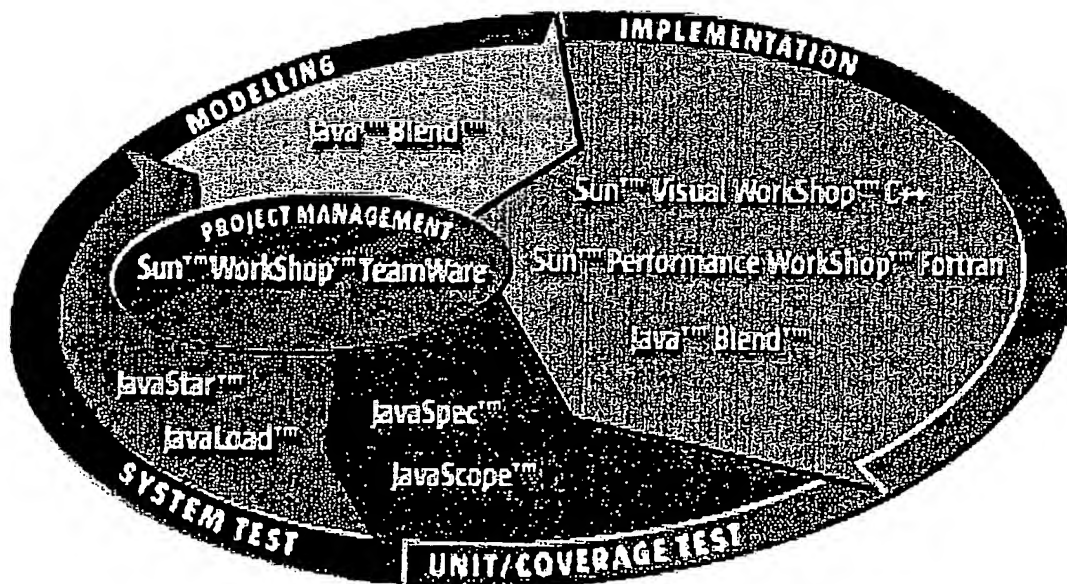 MODELLING
IMPLEMENTATION
Java™ Blend™
Sun™ Visual WorkShop™ C++
PROJECT MANAGEMENT
Sun™ WorkShop™ TeamWare
Sun™ Performance WorkShop™ Fortran
Java™ Blend™
JavaStar™
JavaLoad™
JavaSpec™
JavaScope™
SYSTEM TEST
UNIT/COVERAGE TEST